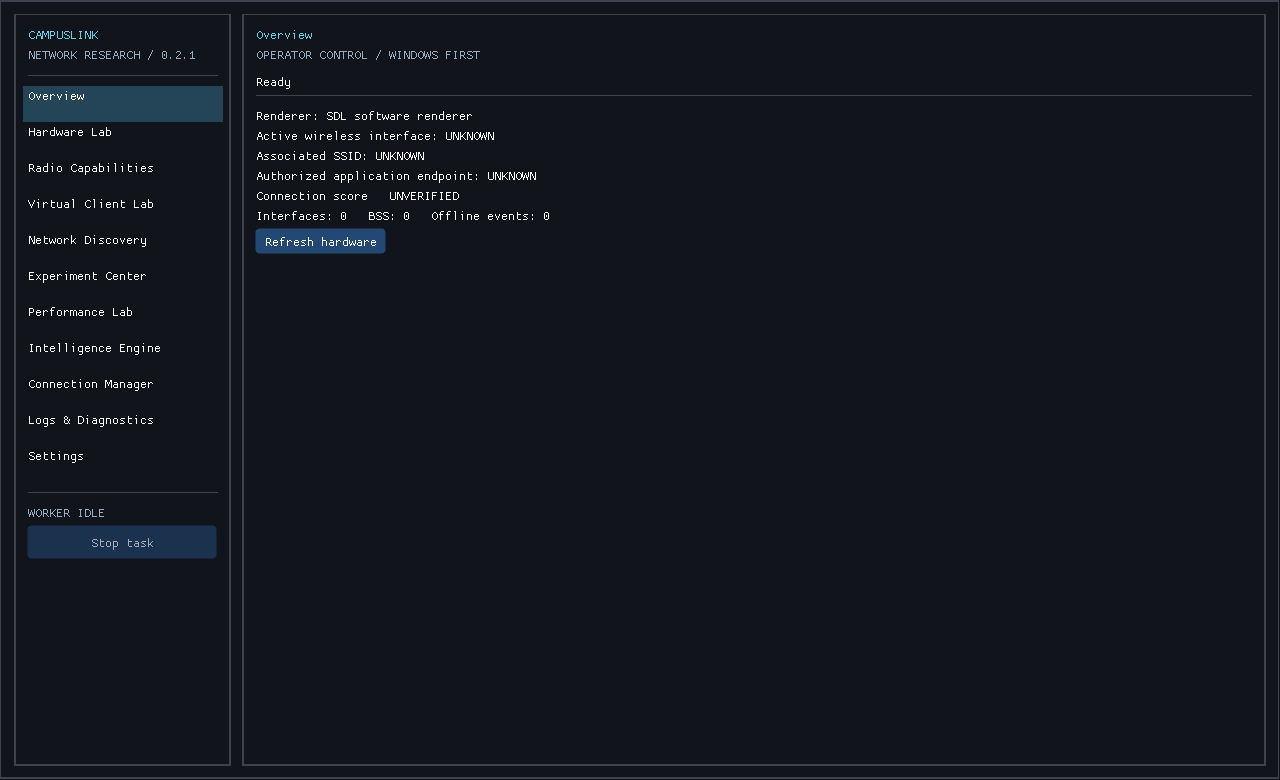 CAMPUSLINK
NETWORK RESEARCH / 0.2.1
Overview
Hardware Lab
Radio Capabilities
Virtual Client Lab
Network Discovery
Experiment Center
Performance Lab
Intelligence Engine
Connection Manager
Logs & Diagnostics
Settings
WORKER IDLE
Stop task
Overview
OPERATOR CONTROL / WINDOWS FIRST
Ready
Renderer: SDL software renderer
Active wireless interface: UNKNOWN
Associated SSID: UNKNOWN
Authorized application endpoint: UNKNOWN
Connection score   UNVERIFIED
Interfaces: 0   BSS: 0   Offline events: 0
Refresh hardware